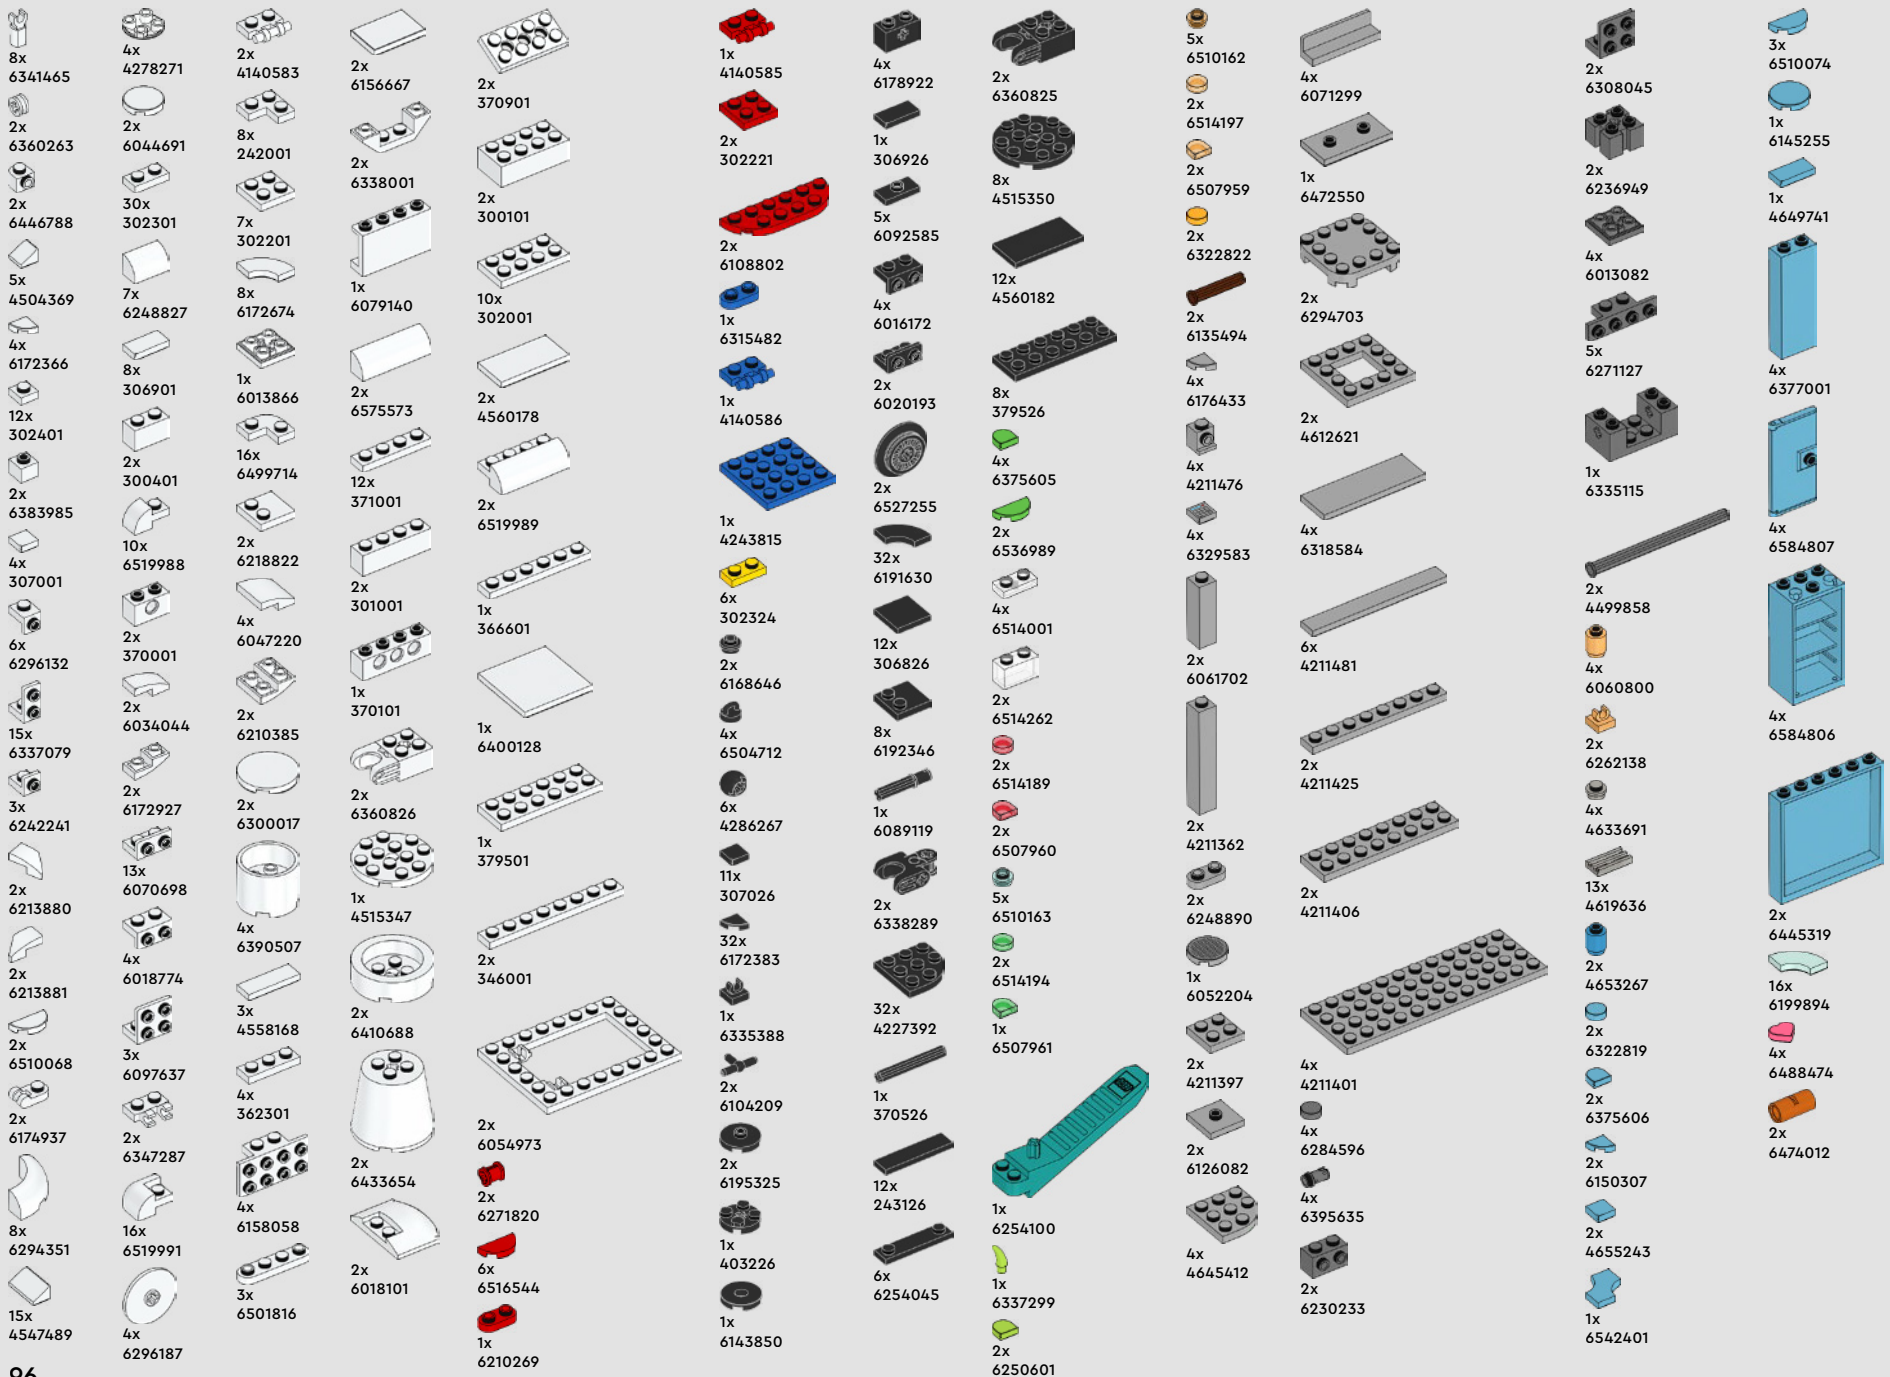 8x
6341465
2x
6360263
2x
6446788
5x
4504369
4x
6172366
12x
302401
2x
6383985
4x
307001
6x
6296132
15x
6337079
3x
6242241
2x
6213880
2x
6213881
2x
6510068
2x
6174937
8x
6294351
15x
4547489
4x
4278271
2x
6044691
30x
302301
7x
6248827
8x
306901
2x
300401
10x
6519988
2x
370001
2x
6034044
2x
6172927
13x
6070698
4x
6018774
3x
6097637
2x
6347287
16x
6519991
4x
6296187
2x
4140583
8x
242001
7x
302201
8x
6172674
1x
6013866
16x
6499714
2x
6218822
4x
6047220
2x
6210385
2x
6300017
4x
6390507
3x
4558168
4x
362301
4x
6158058
3x
6501816
2x
6156667
2x
6338001
1x
6079140
2x
6575573
12x
371001
2x
301001
1x
370101
2x
6360826
1x
4515347
2x
6410688
2x
6433654
2x
6018101
2x
370901
2x
300101
10x
302001
2x
4560178
2x
6519989
1x
366601
1x
6400128
1x
379501
2x
346001
2x
6054973
2x
6271820
6x
6516544
1x
6210269
1x
4140585
2x
302221
2x
6108802
1x
6315482
1x
4140586
1x
4243815
6x
302324
2x
6168646
4x
6504712
6x
4286267
11x
307026
32x
6172383
1x
6335388
2x
6104209
2x
6195325
1x
403226
1x
6143850
4x
6178922
1x
306926
5x
6092585
4x
6016172
2x
6020193
2x
6527255
32x
6191630
12x
306826
8x
6192346
1x
6089119
2x
6338289
32x
4227392
1x
370526
12x
243126
6x
6254045
2x
6360825
8x
4515350
12x
4560182
8x
379526
4x
6375605
2x
6536989
4x
6514001
2x
6514262
2x
6514189
2x
6507960
5x
6510163
2x
6514194
1x
6507961
1x
6254100
1x
6337299
2x
6250601
5x
6510162
2x
6514197
2x
6507959
2x
6322822
2x
6135494
4x
6176433
4x
4211476
4x
6329583
2x
6061702
2x
4211362
2x
6248890
1x
6052204
2x
4211397
2x
6126082
4x
4645412
4x
6071299
1x
6472550
2x
6294703
2x
4612621
4x
6318584
6x
4211481
2x
4211425
2x
4211406
4x
4211401
4x
6284596
4x
6395635
2x
6230233
2x
6308045
2x
6236949
4x
6013082
5x
6271127
1x
6335115
2x
4499858
4x
6060800
2x
6262138
4x
4633691
13x
4619636
2x
4653267
2x
6322819
2x
6375606
2x
6150307
2x
4655243
1x
6542401
3x
6510074
1x
6145255
1x
4649741
4x
6377001
4x
6584807
4x
6584806
2x
6445319
16x
6199894
4x
6488474
2x
6474012
96